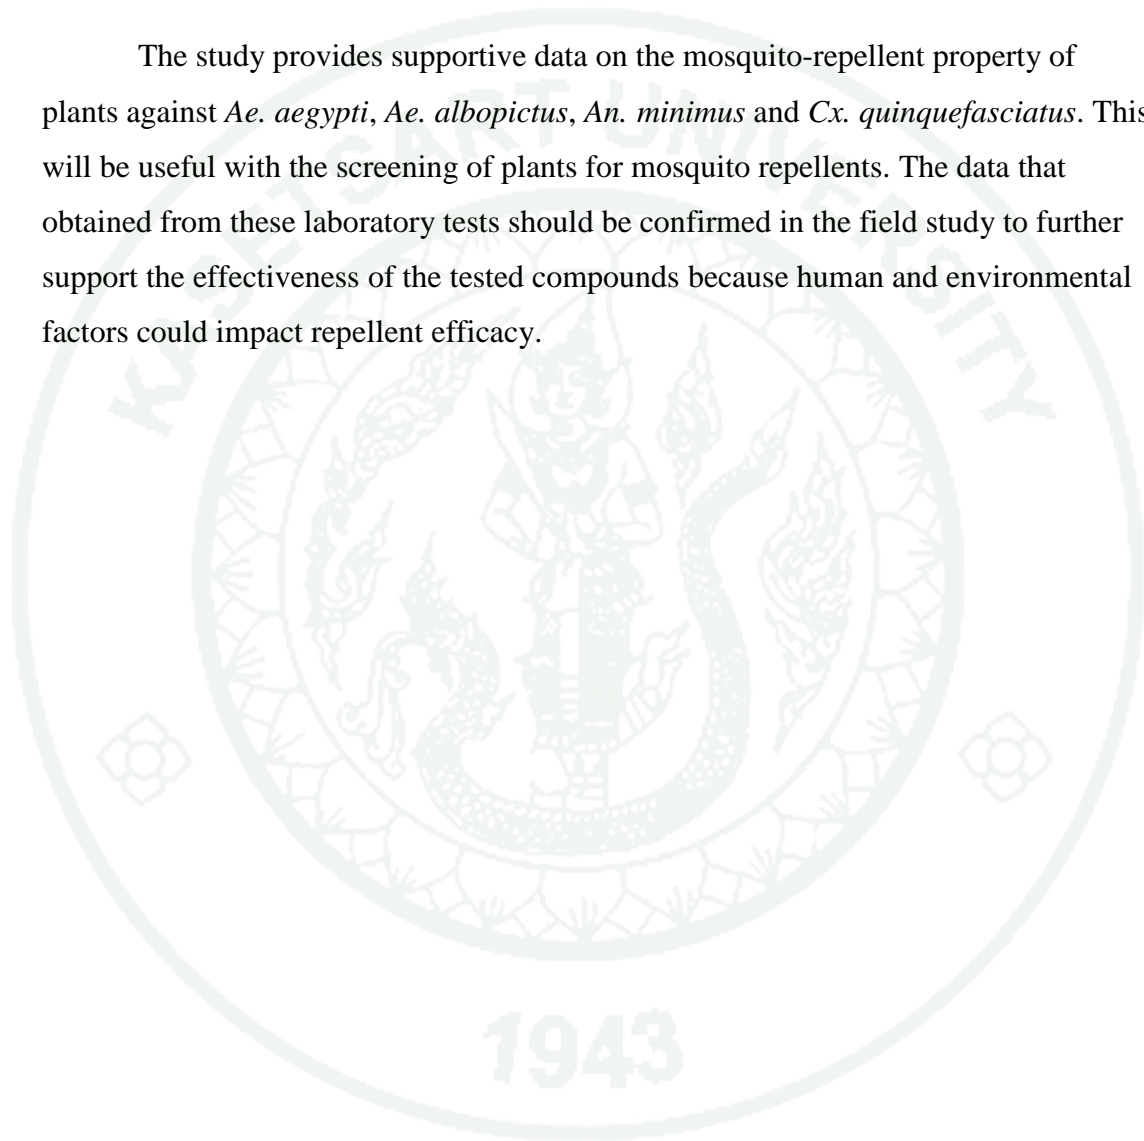 The study provides supportive data on the mosquito-repellent property of
plants against Ae. aegypti, Ae. albopictus, An. minimus and Cx. quinquefasciatus. This
will be useful with the screening of plants for mosquito repellents. The data that
obtained from these laboratory tests should be confirmed in the field study to further
support the effectiveness of the tested compounds because human and environmental
factors could impact repellent efficacy.
KASETSART UNIVERSITY
1943